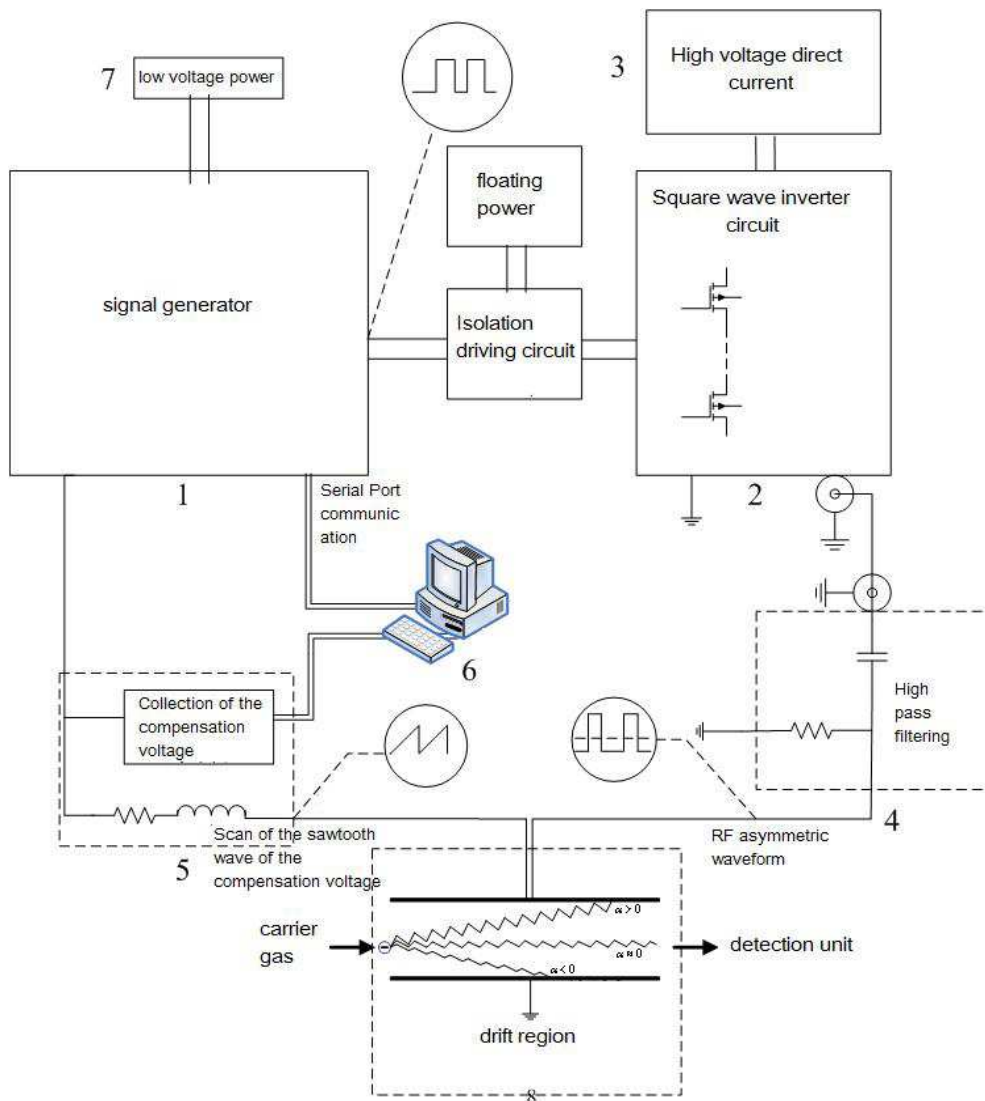 7
low voltage power
3
High voltage direct
current
floating
power
Square wave inverter
circuit
signal generator
Isolation
driving circuit
1
Serial Port
communic
ation
2
6
Collection of the
compensation
voltage
High
pass
filtering
4
5
Scan of the sawtooth
wave of the
compensation voltage
RF asymmetric
waveform
carrier
gas
α > 0
α ≈ 0
α < 0
detection unit
drift region
8